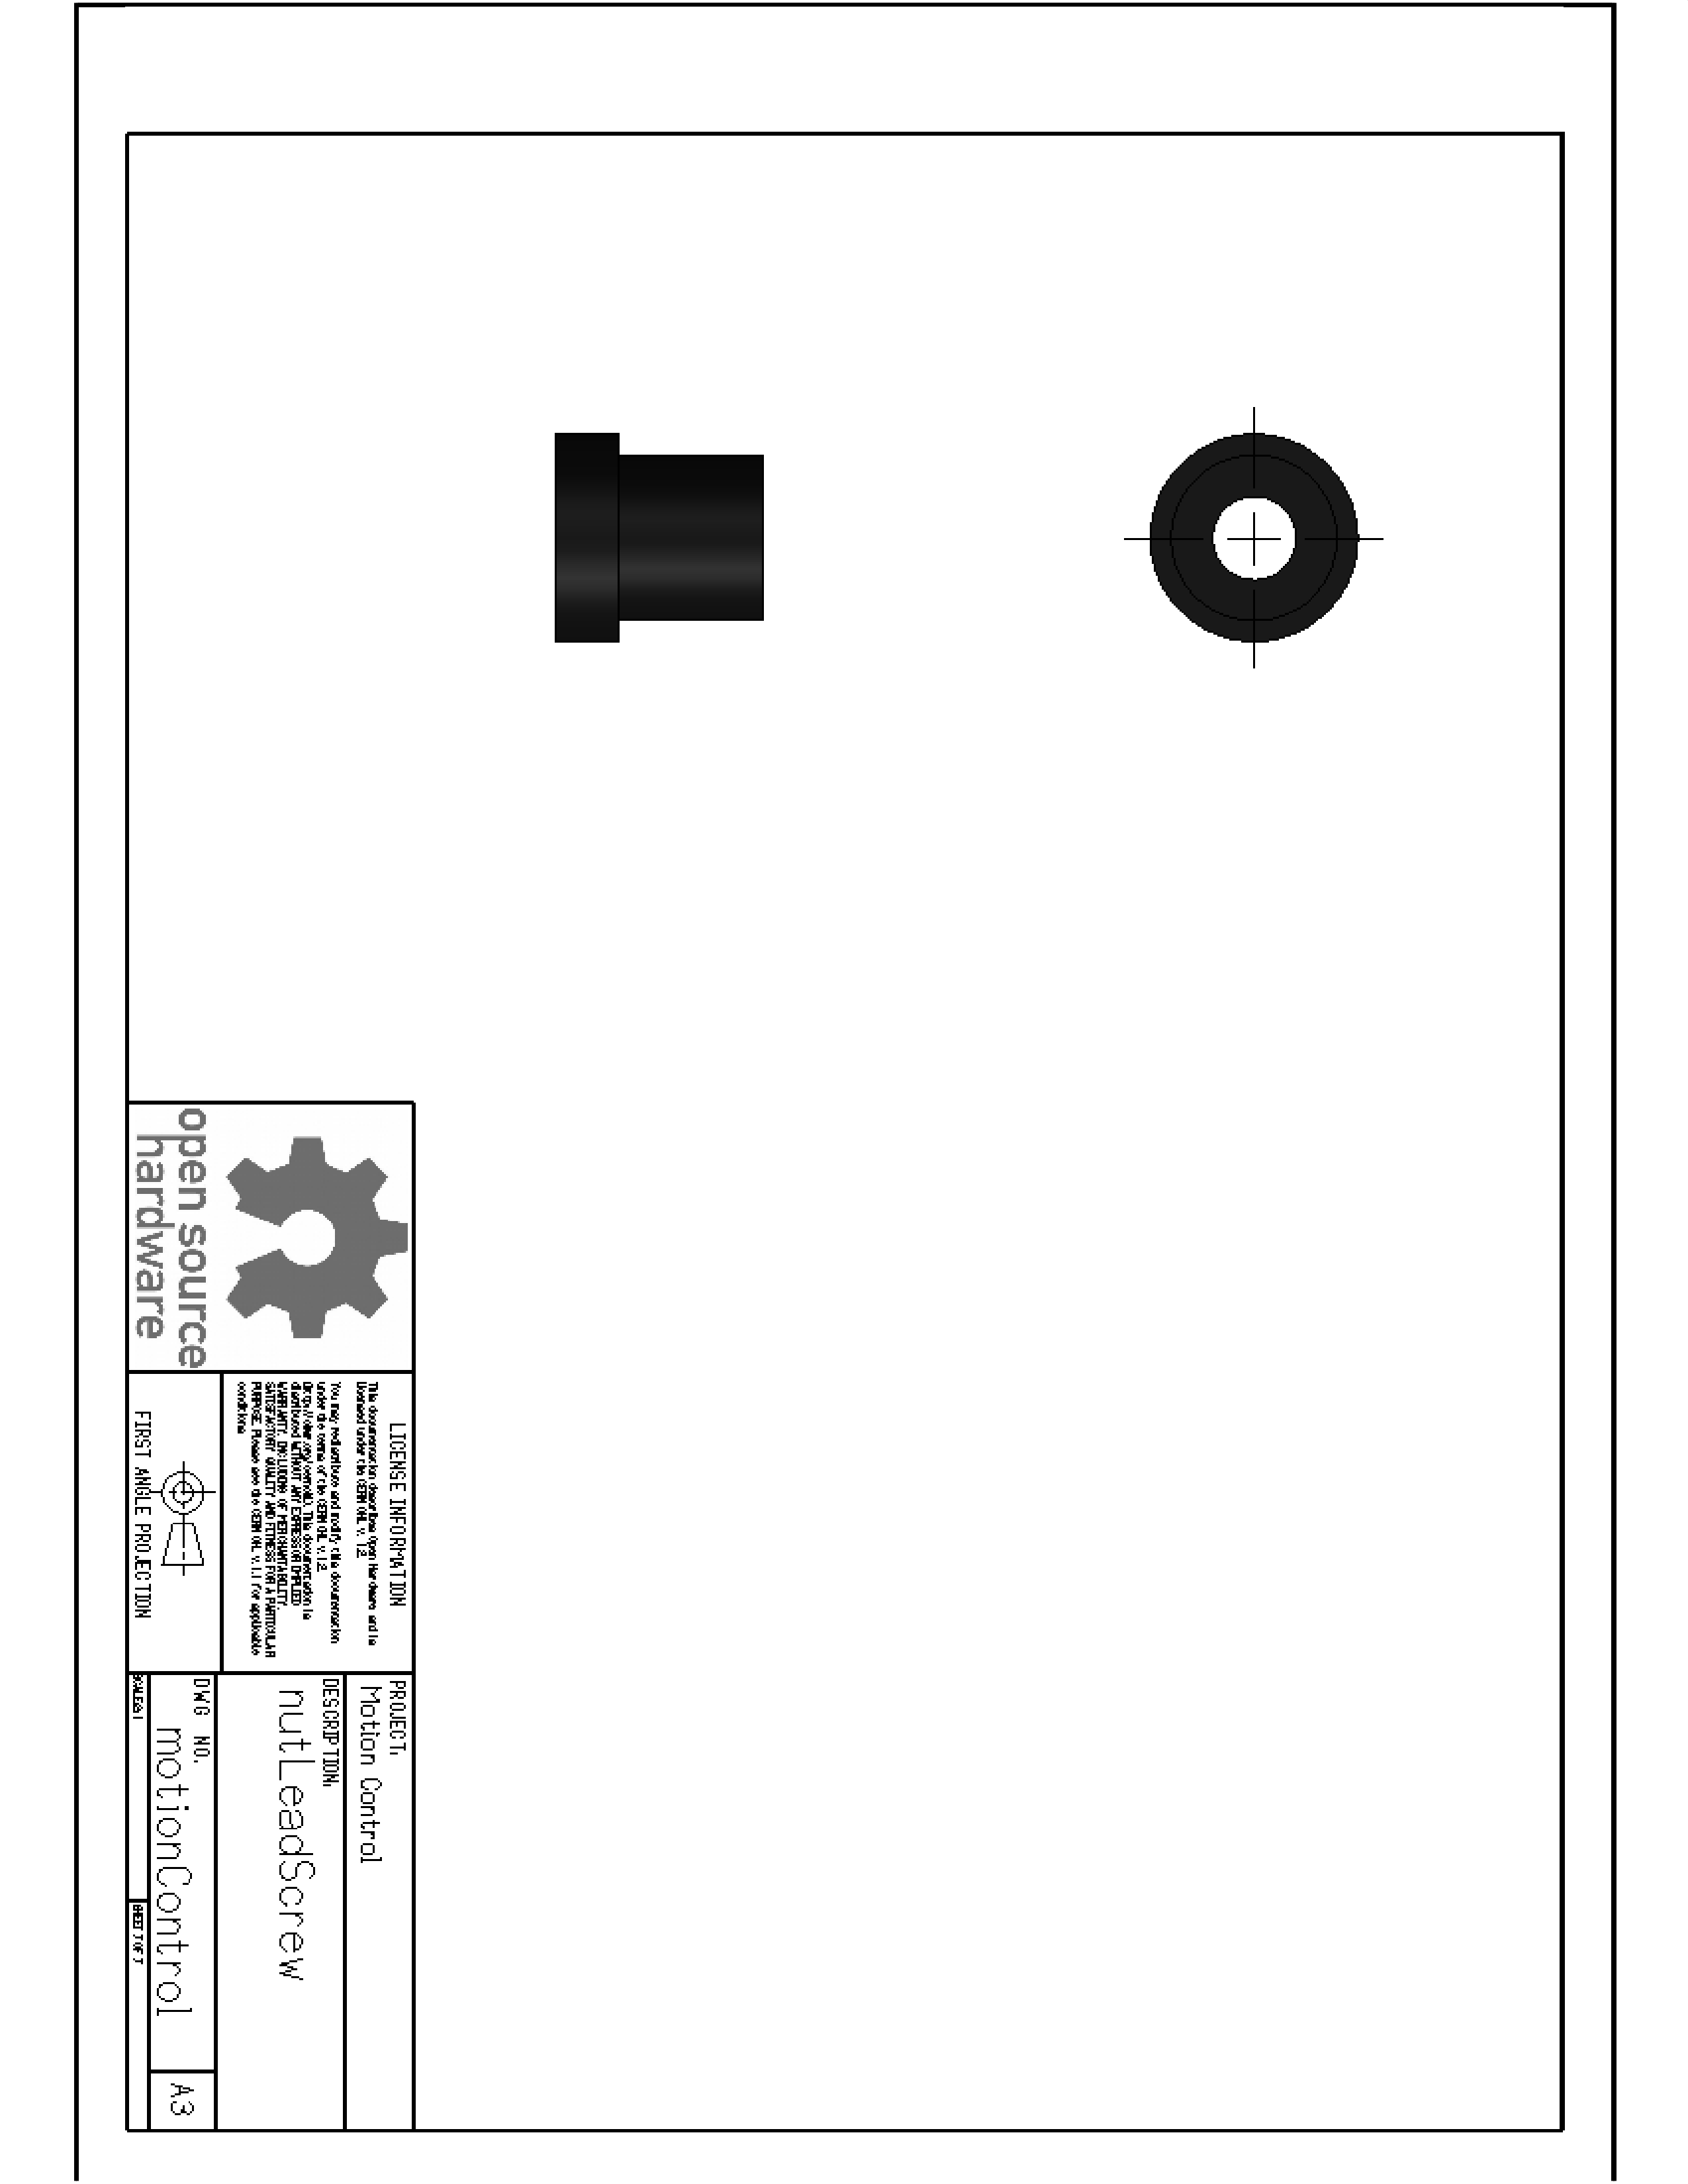 open source
hardware
LICENSE INFORMATION
This documentation describes Open Hardware and is
licensed under the CERN OHL v. 1.2
You may redistribute and modify this documentation
under the terms of the CERN OHL v.1.2
This documentation is
distributed WITHOUT ANY EXPRESS OR IMPLIED
WARRANTY, INCLUDING OF MERCHANTABILITY,
SATISFACTORY QUALITY AND FITNESS FOR A PARTICULAR
PURPOSE. Please see the CERN OHL v.1.1 for applicable
conditions
FIRST ANGLE PROJECTION
PROJECT:
Motion Control
DESCRIPTION:
nutLeadScrew
DWG NO.
motionControl
A3
SHEET 1 OF 1